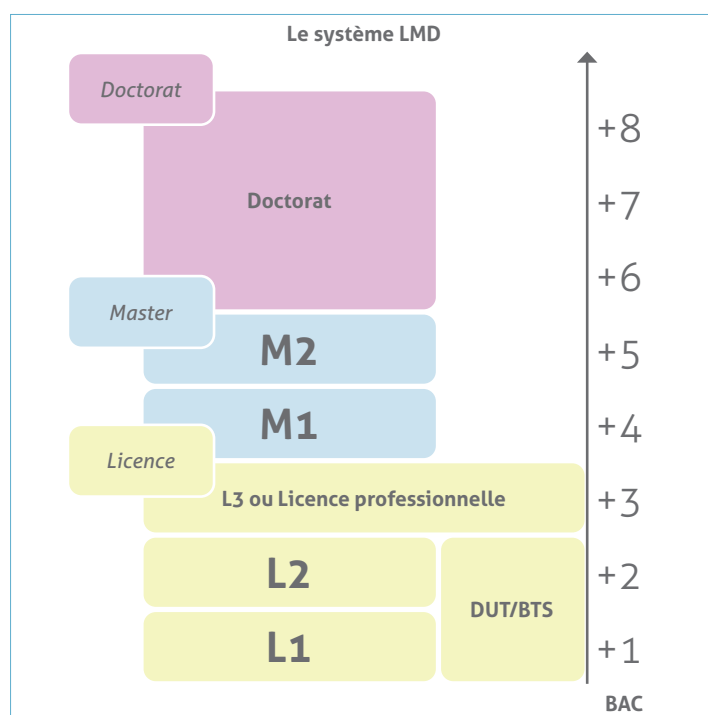 Le système LMD
Doctorat
+8
Doctorat
+7
+6
Master
M2
+5
M1
+4
Licence
L3 ou Licence professionnelle
+3
L2
+2
DUT/BTS
L1
+1
BAC